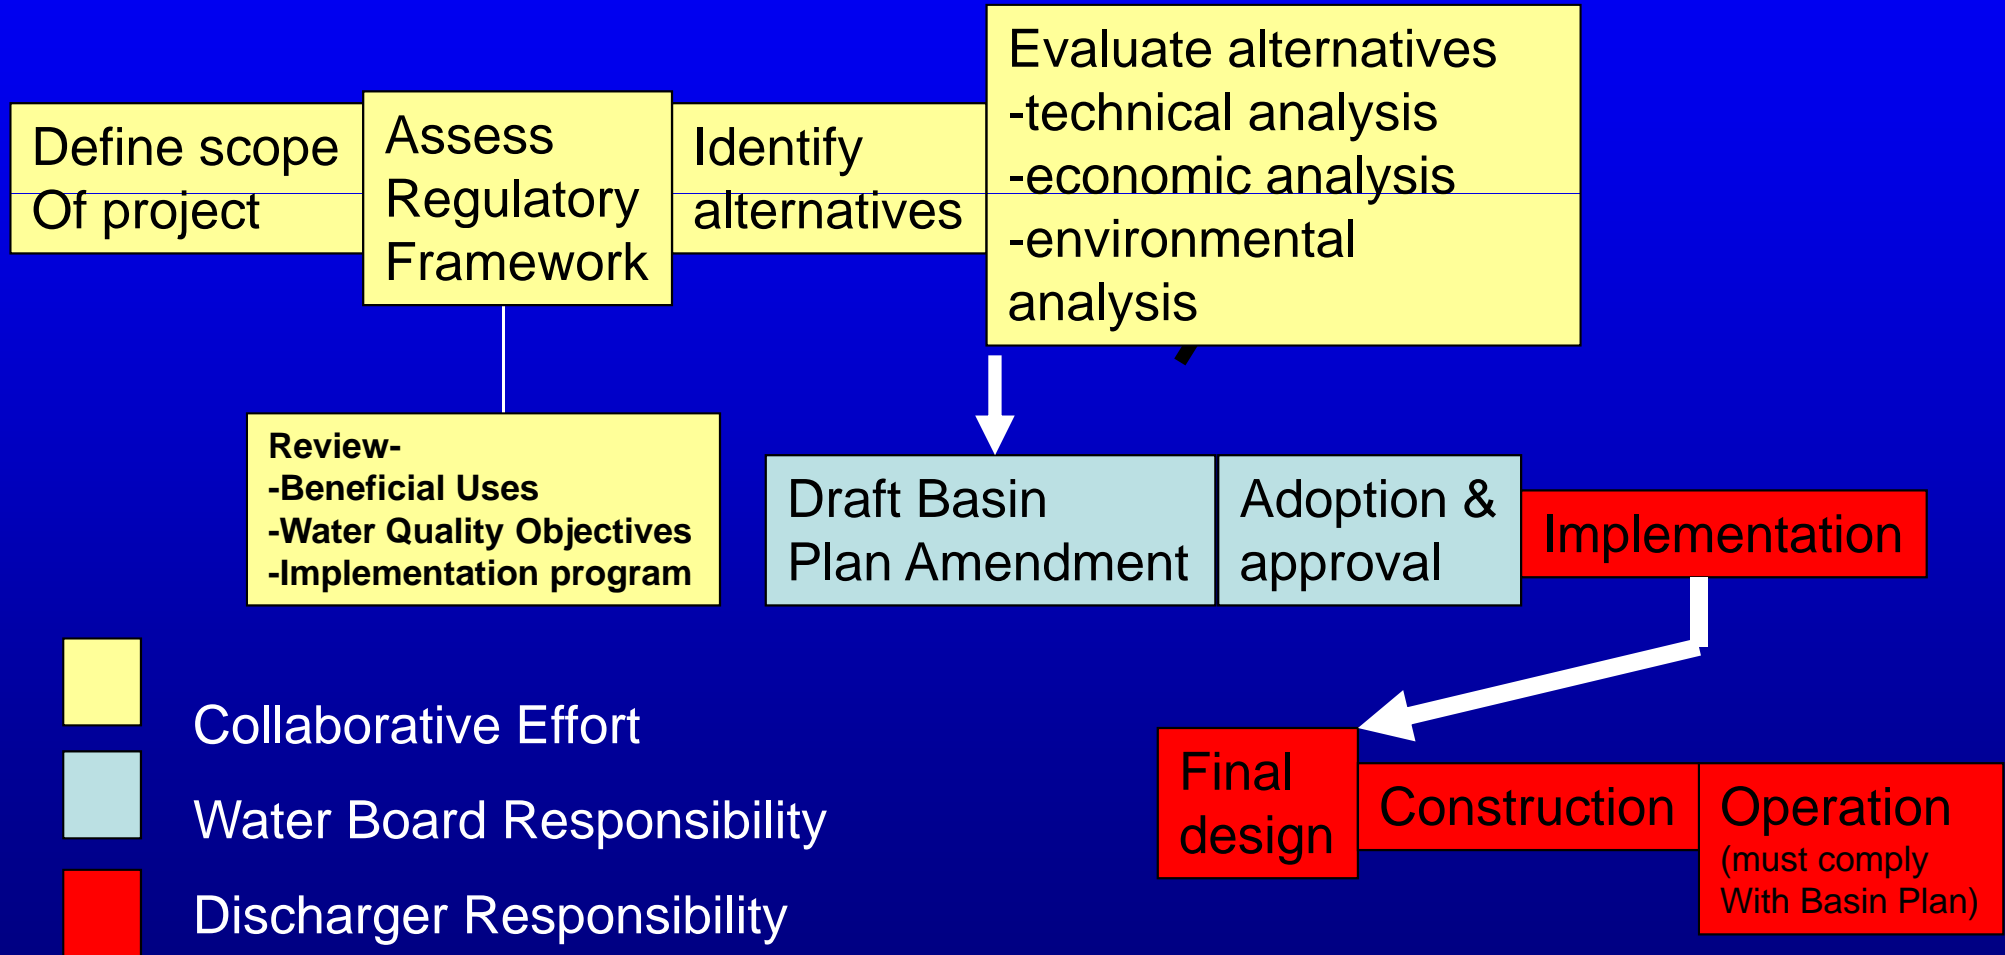 Define scope
Of project
Assess
Regulatory
Framework
Identify
alternatives
Evaluate alternatives
-technical analysis
-economic analysis
-environmental
analysis
Review-
-Beneficial Uses
-Water Quality Objectives
-Implementation program
Draft Basin
Plan Amendment
Adoption &
approval
Implementation
Final
design
Construction
Operation
(must comply
With Basin Plan)
Collaborative Effort
Water Board Responsibility
Discharger Responsibility